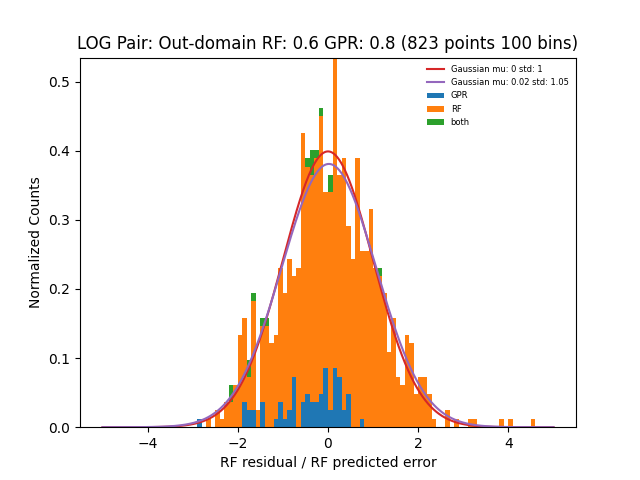 LOG Pair: Out-domain RF: 0.6 GPR: 0.8 (823 points 100 bins)
Gaussian mu: 0 std: 1
Gaussian mu: 0.02 std: 1.05
GPR
RF
both
Normalized Counts
0.5
0.4
0.3
0.2
0.1
0.0
−4 −2 0 2 4
RF residual / RF predicted error